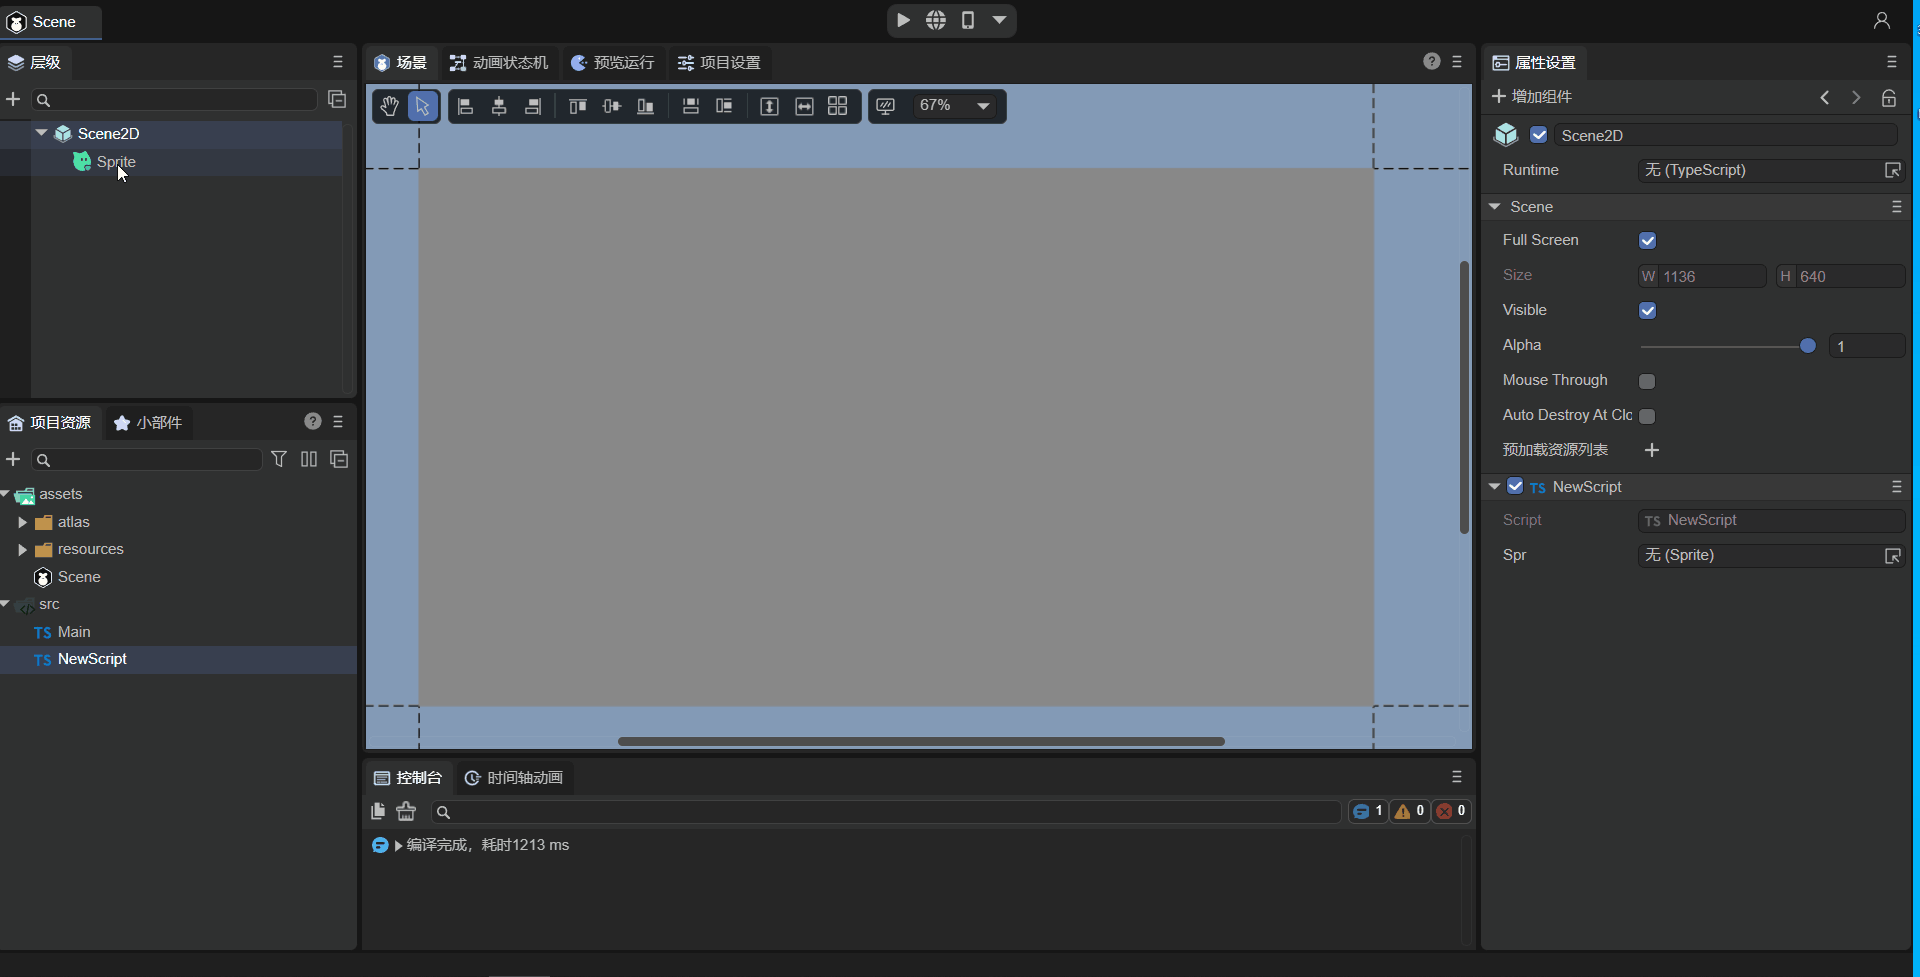 Scene
层级
Scene2D
Sprite
项目资源
小部件
assets
atlas
resources
Scene
src
TS Main
TS NewScript
场景
动画状态机
预览运行
项目设置
67%
控制台
时间轴动画
1
0
0
编译完成，耗时1213 ms
属性设置
增加组件
Scene2D
Runtime
无 (TypeScript)
Scene
Full Screen
Size
W 1136
H 640
Visible
Alpha
1
Mouse Through
Auto Destroy At Clo
预加载资源列表
TS NewScript
Script
TS NewScript
Spr
无 (Sprite)